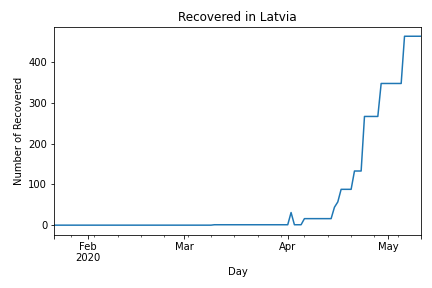 Recovered in Latvia
Number of Recovered
400
300
200
100
0
Feb
2020
Mar
Apr
May
Day